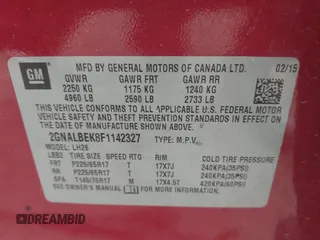 GM
MFD BY GENERAL MOTORS OF CANADA LTD. 02/15
GVWR GAWR FRT GAWR RR
2250 KG 1175 KG 1240 KG
4960 LB 2590 LB 2733 LB
THIS VEHICLE CONFORMS TO ALL APPLICABLE U.S. FEDERAL MOTOR
VEHICLE SAFETY, BUMPER, AND THEFT PREVENTION STANDARDS
IN EFFECT ON THE DATE OF MANUFACTURE SHOWN ABOVE.
2GNALBEK8F1142327 TYPE: M.P.V.
MODEL: LH26
LBB2 TIRE SIZE SPEED RTG RIM COLD TIRE PRESSURE
FRT P225/65R17 T 17X7J 240KPA(35PSI)
RR P225/65R17 T 17X7J 240KPA(35PSI)
SPA T145/70R17 M 17X4.5T 420KPA(60PSI)
SEE OWNER'S MANUAL FOR ADDITIONAL INFORMATION
DREAMBID